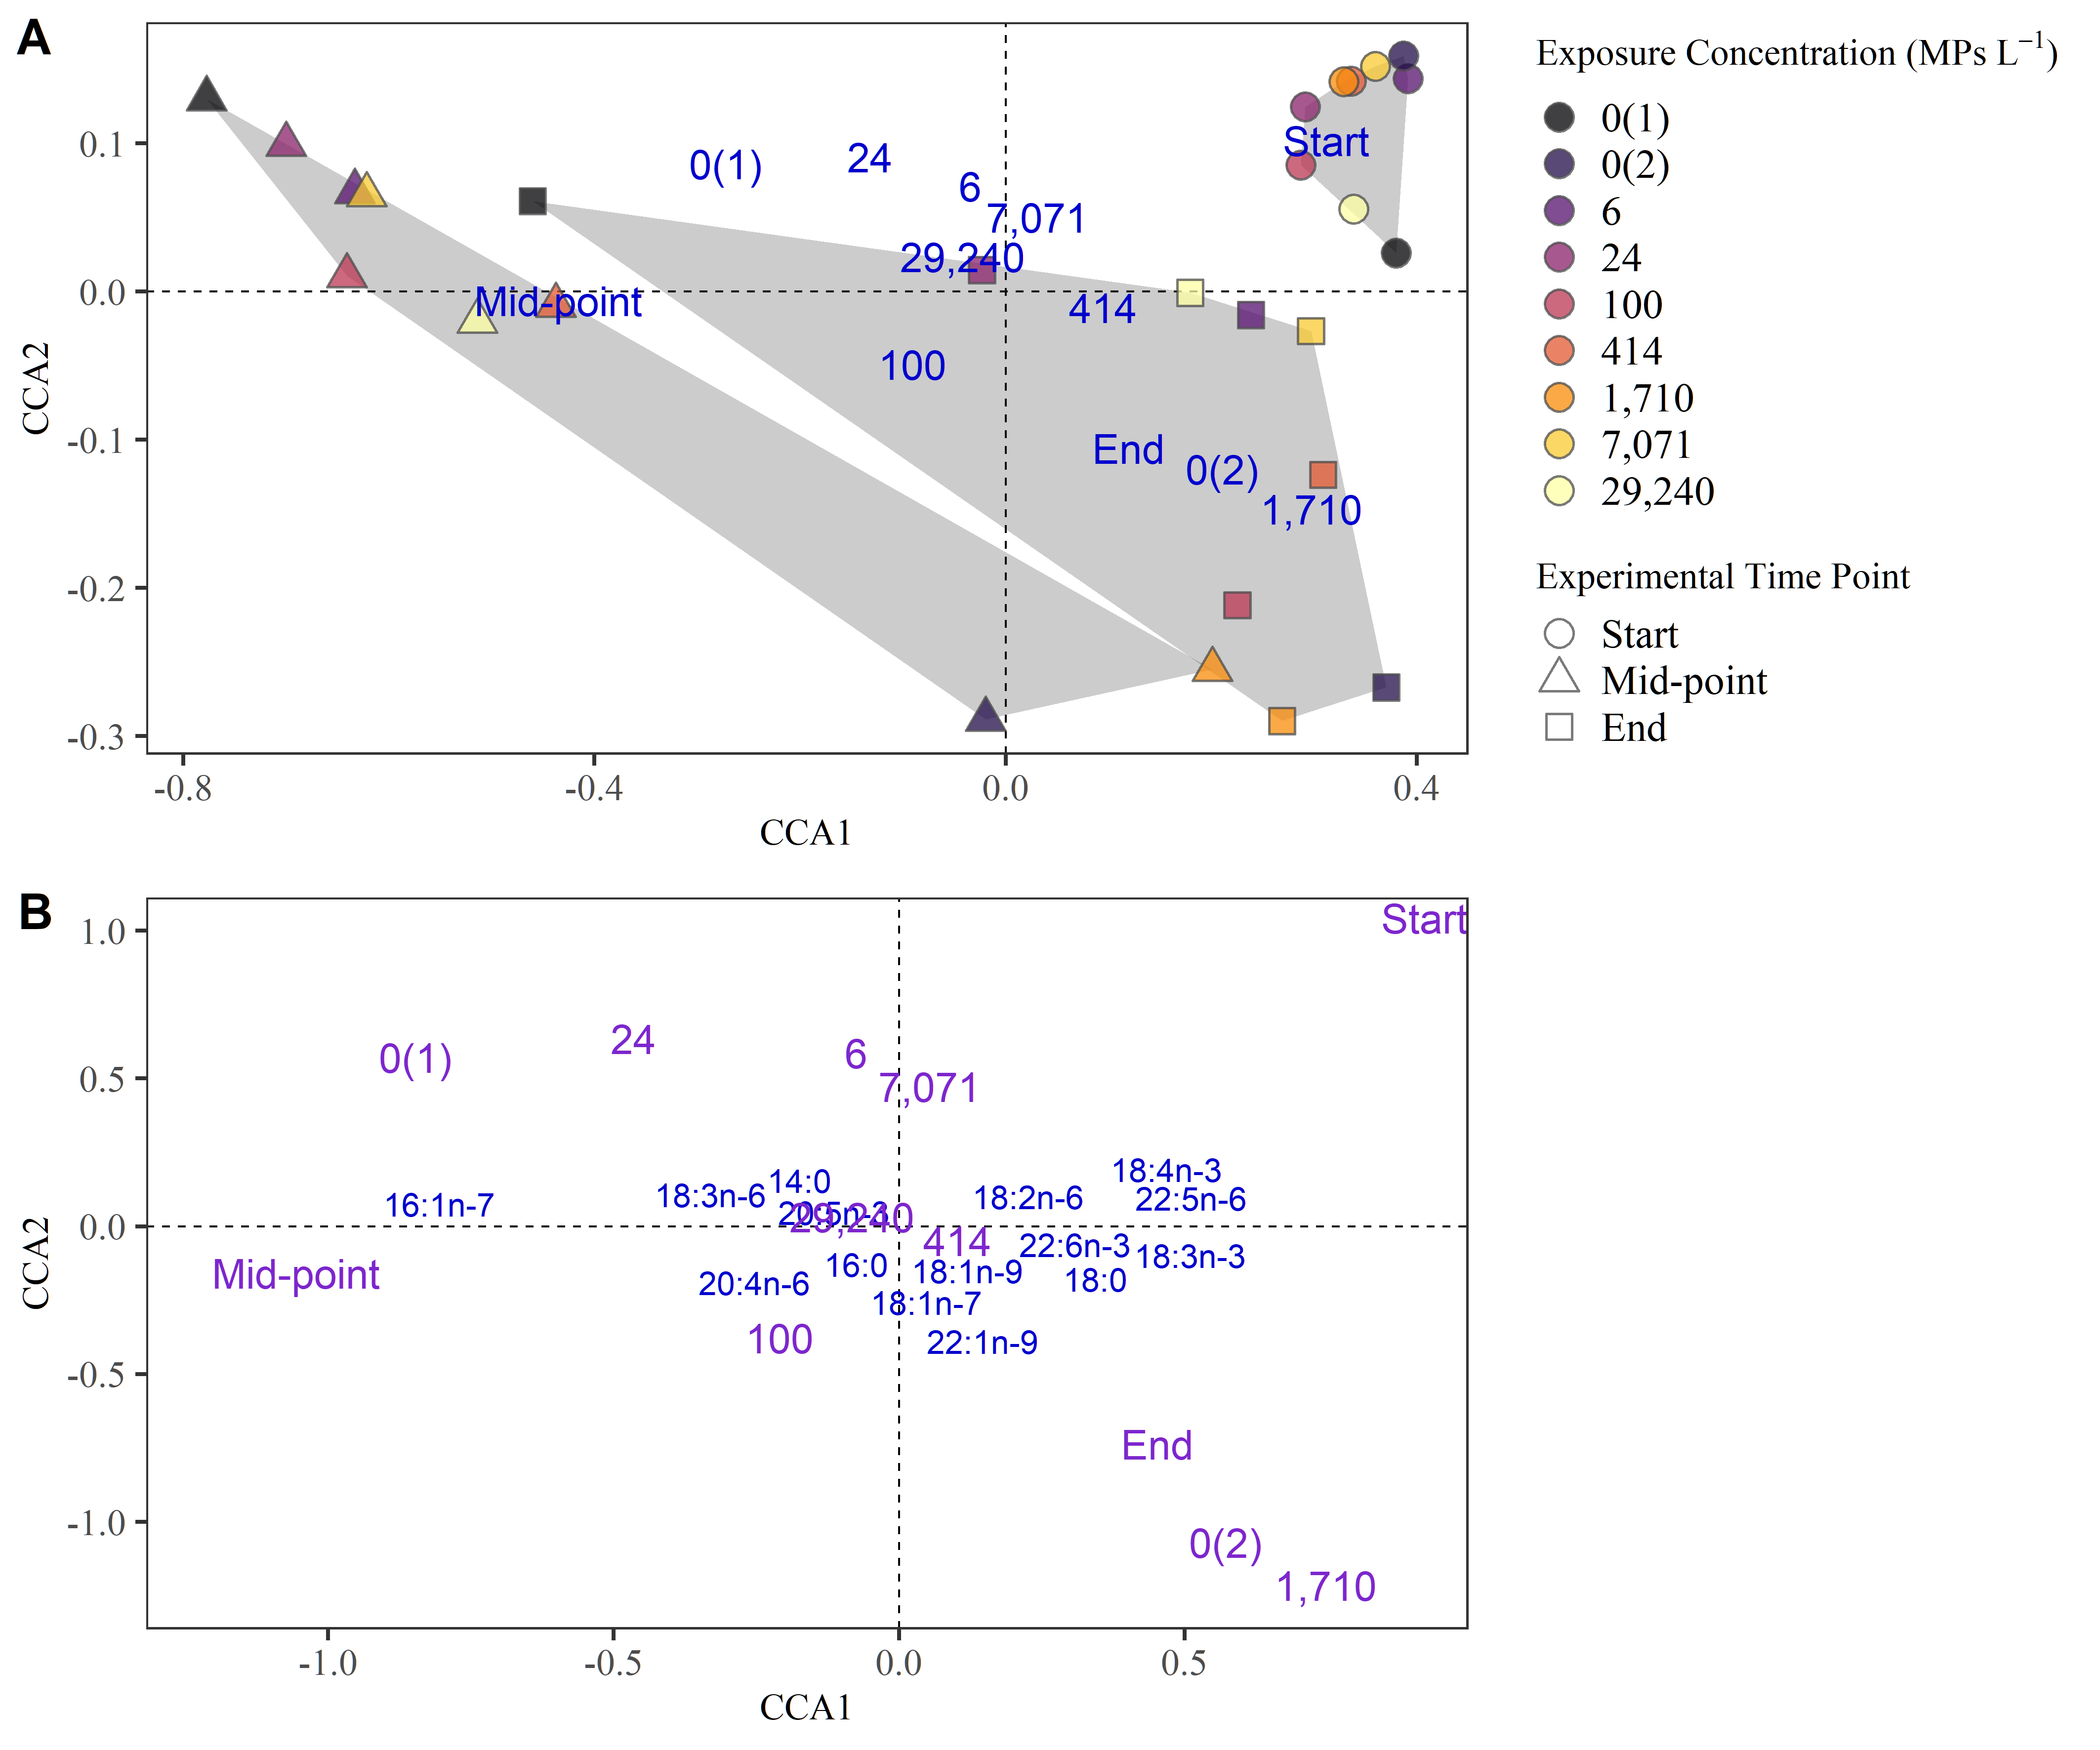 A
Exposure Concentration (MPs L−1)
0(1)
0(2)
6
24
100
414
1,710
7,071
29,240
Experimental Time Point
Start
Mid-point
End
0.1
0.0
-0.1
-0.2
-0.3
CCA2
Start
0(1)
24
6
7,071
29,240
Mid-point
414
100
End
0(2)
1,710
-0.8
-0.4
0.0
0.4
CCA1
B
1.0
0.5
0.0
-0.5
-1.0
CCA2
Start
24
0(1)
6
7,071
18:4n-3
14:0
18:3n-6
18:2n-6
22:5n-6
16:1n-7
20:5n-3
29,240
414
22:6n-3
18:3n-3
16:0
18:1n-9
Mid-point
20:4n-6
18:0
18:1n-7
100
22:1n-9
End
0(2)
1,710
-1.0
-0.5
0.0
0.5
CCA1